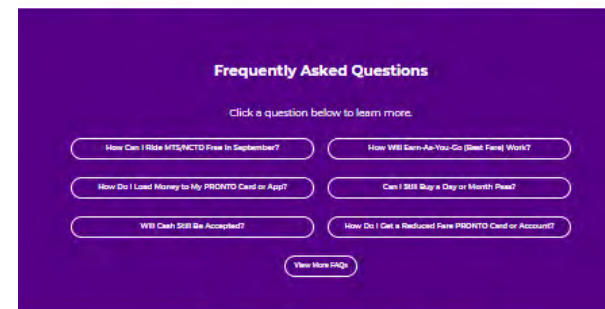 Frequently Asked Questions
Click a question below to learn more.
How Can I Ride MTS/NCTD Free in September?
How Will Earn-As-You-Go (Best Fare) Work?
How Do I Load Money to My PRONTO Card or App?
Can I Still Buy a Day or Month Pass?
Will Cash Still Be Accepted?
How Do I Get a Reduced Fare PRONTO Card or Account?
View More FAQs